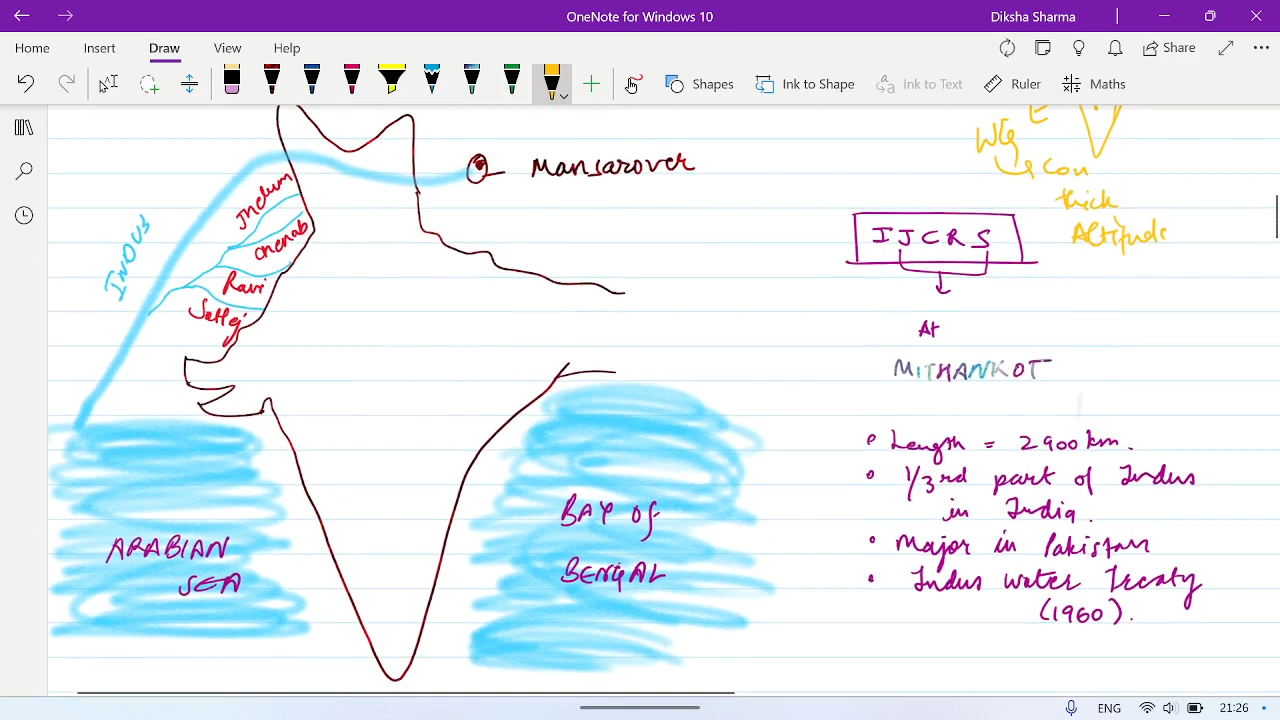 OneNote for Windows 10
Diksha Sharma
Home Insert Draw View Help
Share
Shapes
Ink to Shape
Ink to Text
Ruler
Maths
Mansarover
INDUS
Jhelum
Chenab
Ravi
Satlej
ARABIAN
SEA
BAY OF
BENGAL
E
con
thick
Altitude
IJCRS
At
MITHANKOT
• Length = 2900 km.
• 1/3rd part of Indus
in India.
• Major in Pakistan
• Indus water Treaty
(1960).
ENG
21:26